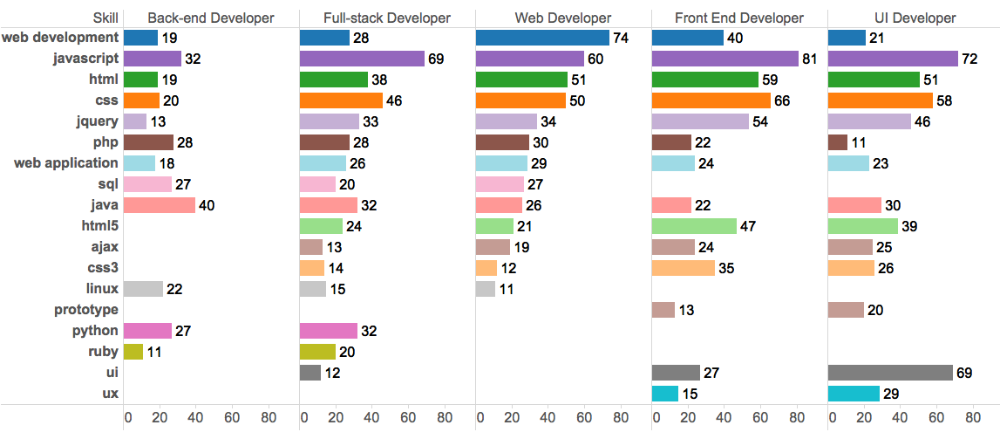 Skill Back-end Developer Full-stack Developer Web Developer Front End Developer UI Developer
web development 19 28 74 40 21
javascript 32 69 60 81 72
html 19 38 51 59 51
css 20 46 50 66 58
jquery 13 33 34 54 46
php 28 28 30 22 11
web application 18 26 29 24 23
sql 27 20 27
java 40 32 26 22 30
html5 24 21 47 39
ajax 13 19 24 25
css3 14 12 35 26
linux 22 15 11
prototype 13 20
python 27 32
ruby 11 20
ui 12 27 69
ux 15 29
0 20 40 60 80 0 20 40 60 80 0 20 40 60 80 0 20 40 60 80 0 20 40 60 80